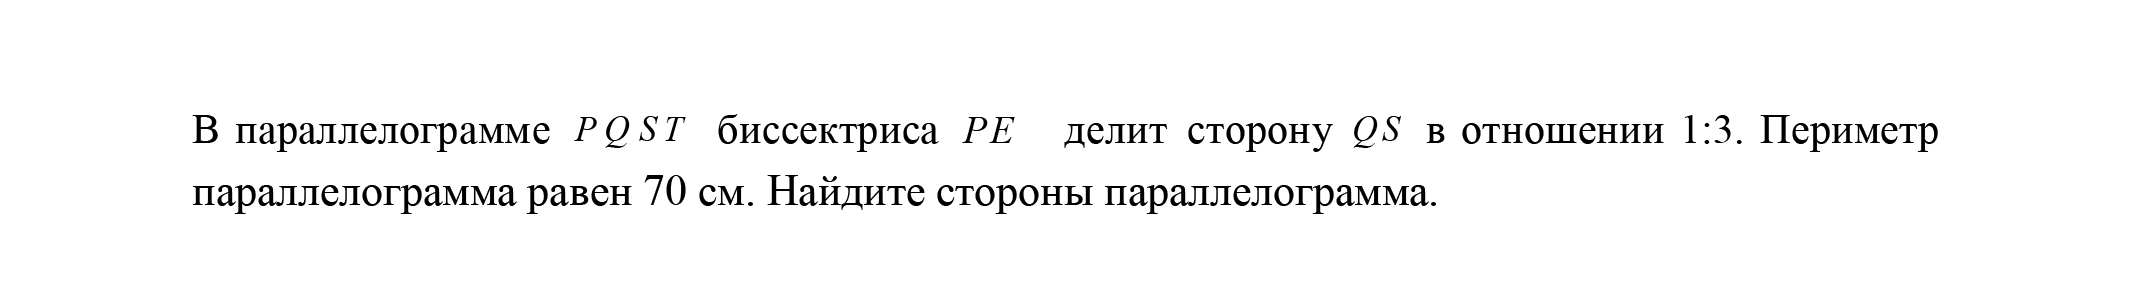 В параллелограмме PQST биссектриса PE делит сторону QS в отношении 1:3. Периметр
параллелограмма равен 70 см. Найдите стороны параллелограмма.